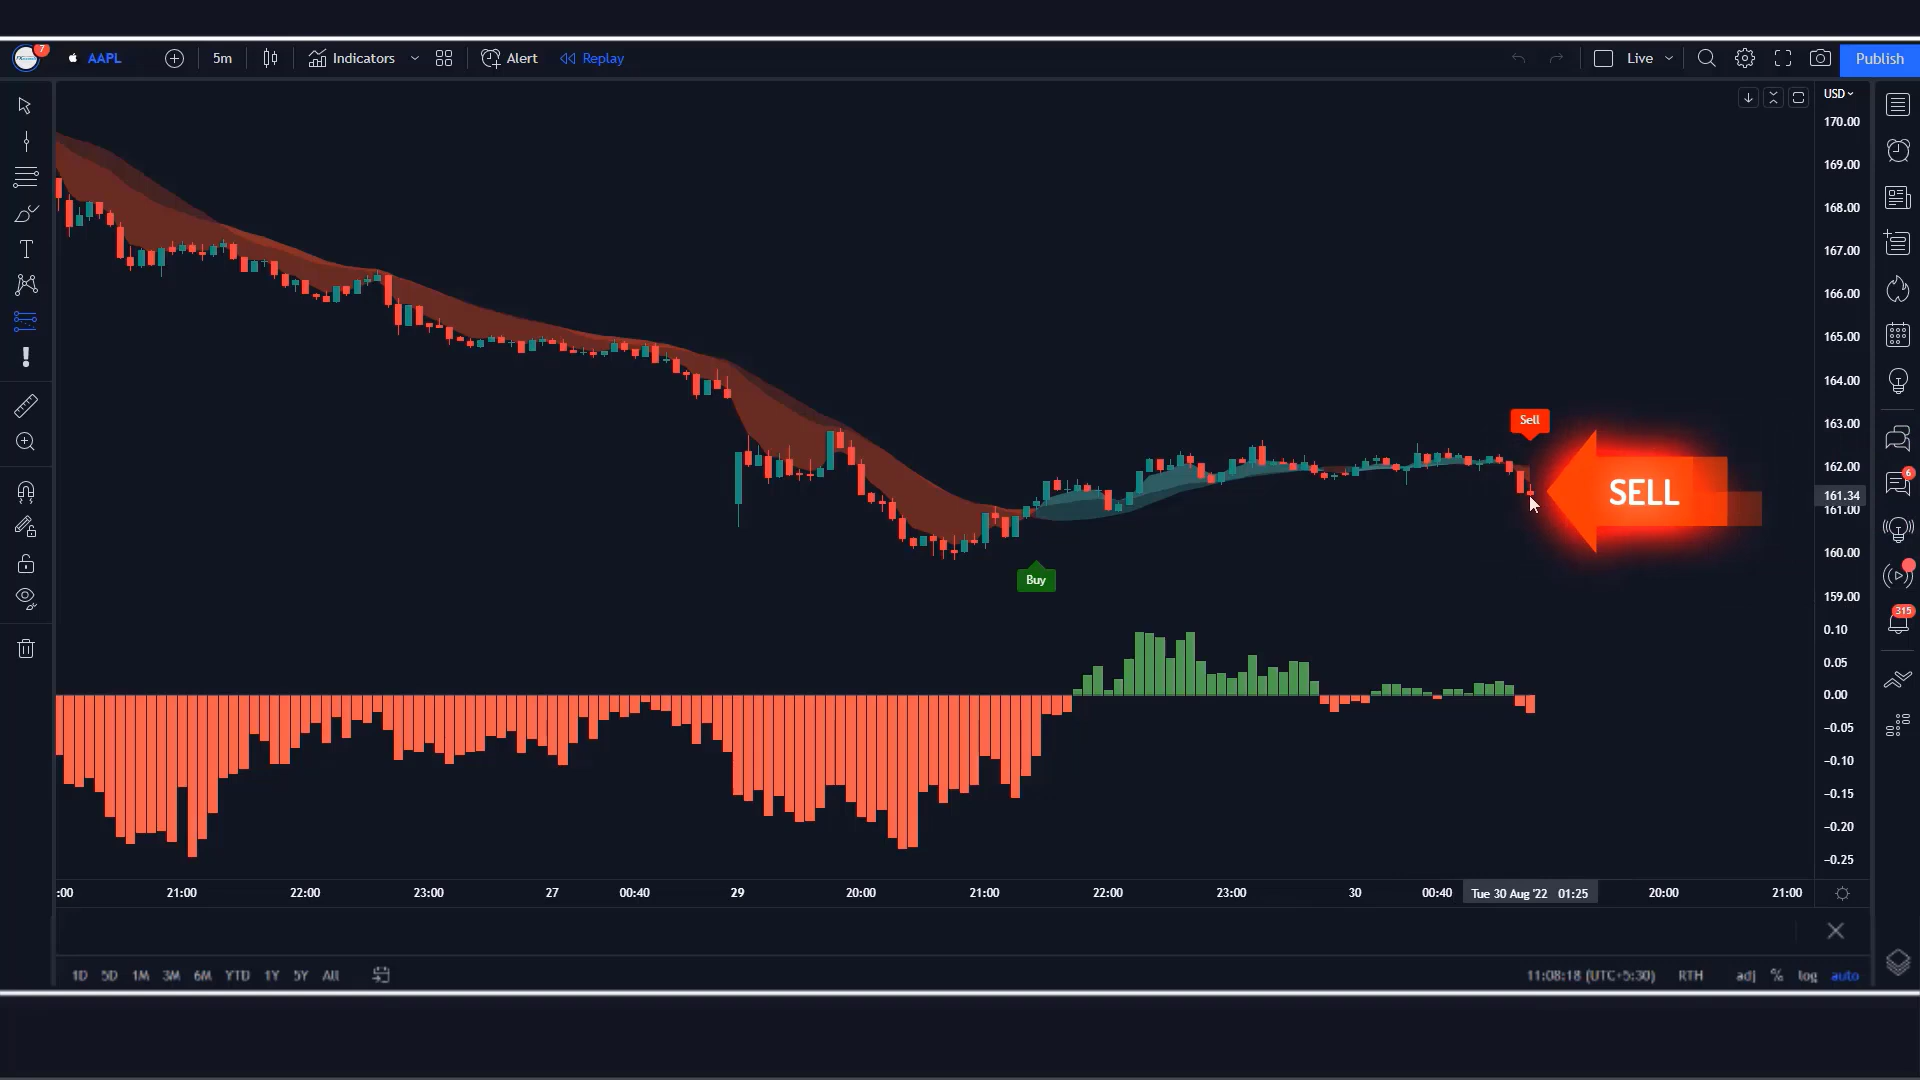 7
AAPL
5m
Indicators
Alert
Replay
Live
Publish
USD
170.00
169.00
168.00
167.00
166.00
165.00
164.00
163.00
162.00
161.34
161.00
160.00
159.00
Sell
SELL
Buy
6
315
0.10
0.05
0.00
−0.05
−0.10
−0.15
−0.20
−0.25
:00
21:00
22:00
23:00
27
00:40
29
20:00
21:00
22:00
23:00
30
00:40
Tue 30 Aug '22 01:25
20:00
21:00
1D 5D 1M 3M 6M YTD 1Y 5Y All
11:08:18 (UTC+5:30) RTH adj % log auto